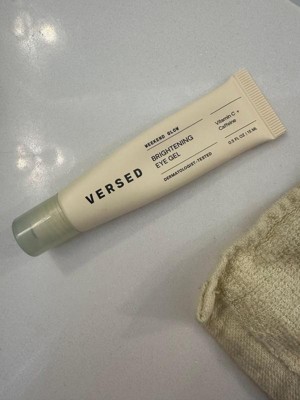 VERSED
WEEKEND GLOW
BRIGHTENING
EYE GEL
DERMATOLOGIST-TESTED
Vitamin C +
Caffeine